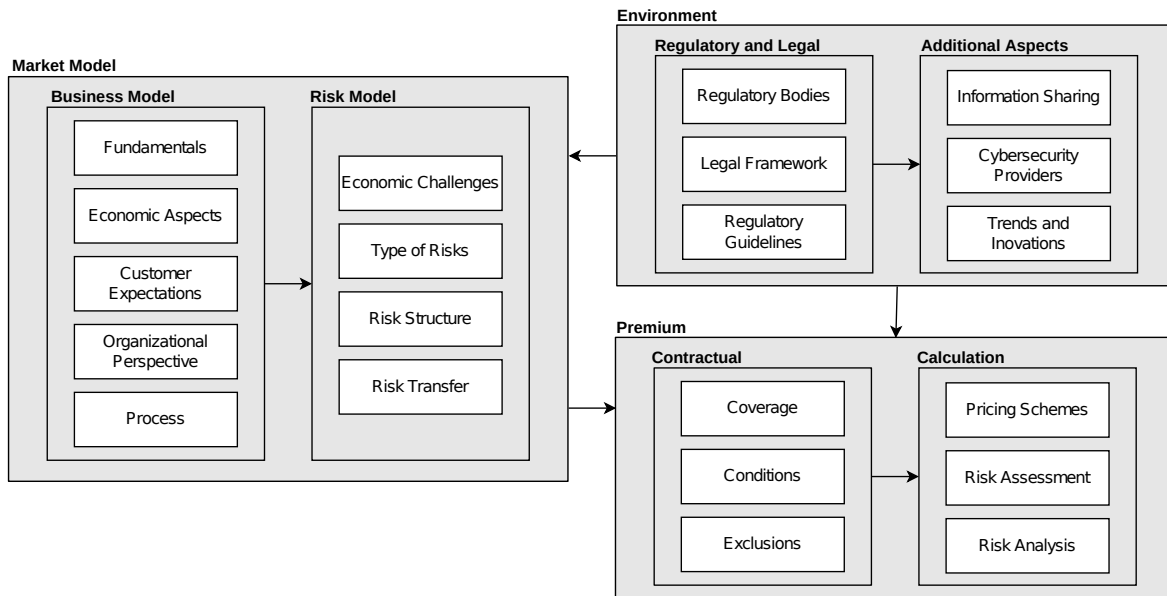 Market Model
Business Model
Fundamentals
Economic Aspects
Customer
Expectations
Organizational
Perspective
Process
Risk Model
Economic Challenges
Type of Risks
Risk Structure
Risk Transfer
Environment
Regulatory and Legal
Regulatory Bodies
Legal Framework
Regulatory
Guidelines
Additional Aspects
Information Sharing
Cybersecurity
Providers
Trends and
Inovations
Premium
Contractual
Coverage
Conditions
Exclusions
Calculation
Pricing Schemes
Risk Assessment
Risk Analysis